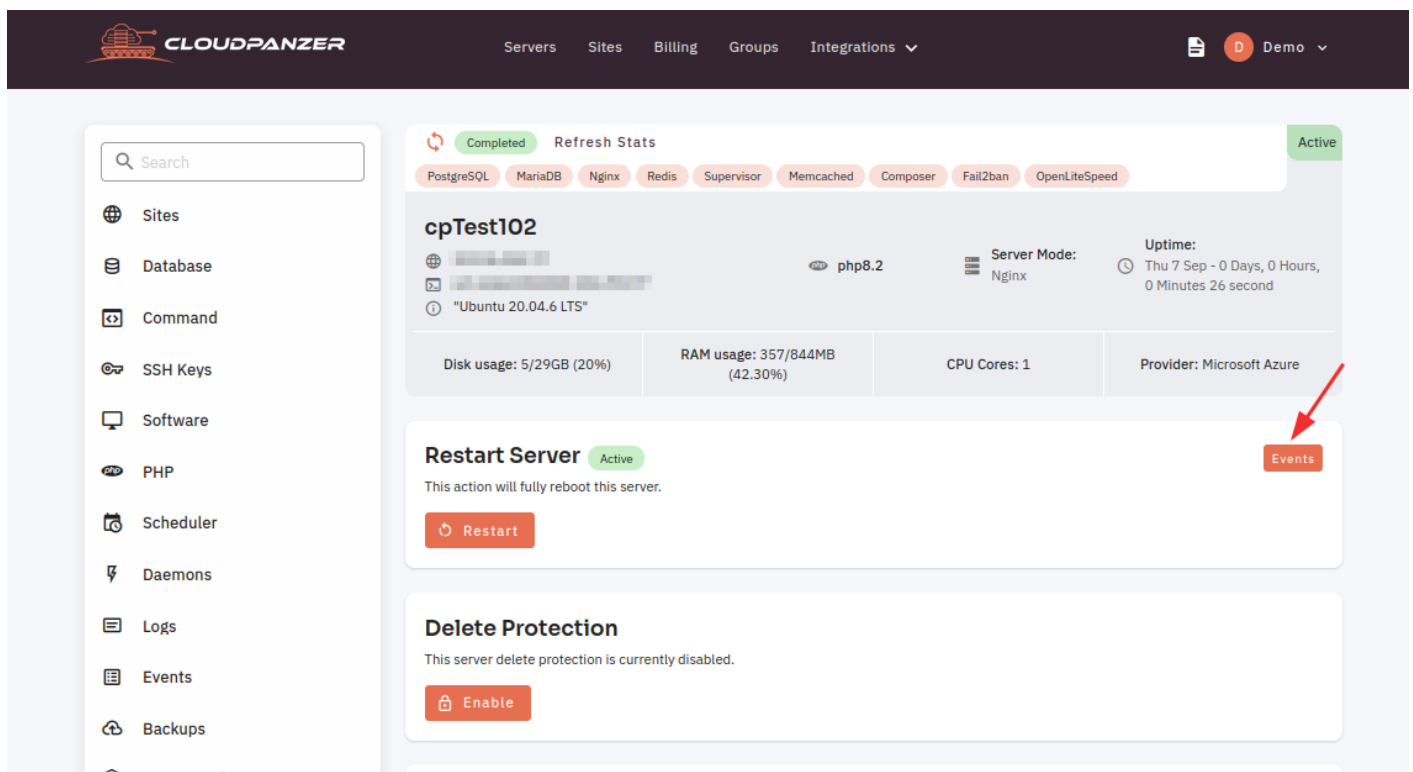 CLOUDPANZER
Servers Sites Billing Groups Integrations
D Demo
Search
Sites
Database
Command
SSH Keys
Software
PHP
Scheduler
Daemons
Logs
Events
Backups
Completed Refresh Stats
Active
PostgreSQL MariaDB Nginx Redis Supervisor Memcached Composer Fail2ban OpenLiteSpeed
cpTest102
"Ubuntu 20.04.6 LTS"
php php8.2
Server Mode:
Nginx
Uptime:
Thu 7 Sep - 0 Days, 0 Hours,
0 Minutes 26 second
Disk usage: 5/29GB (20%)
RAM usage: 357/844MB
(42.30%)
CPU Cores: 1
Provider: Microsoft Azure
Restart Server Active
Events
This action will fully reboot this server.
Restart
Delete Protection
This server delete protection is currently disabled.
Enable